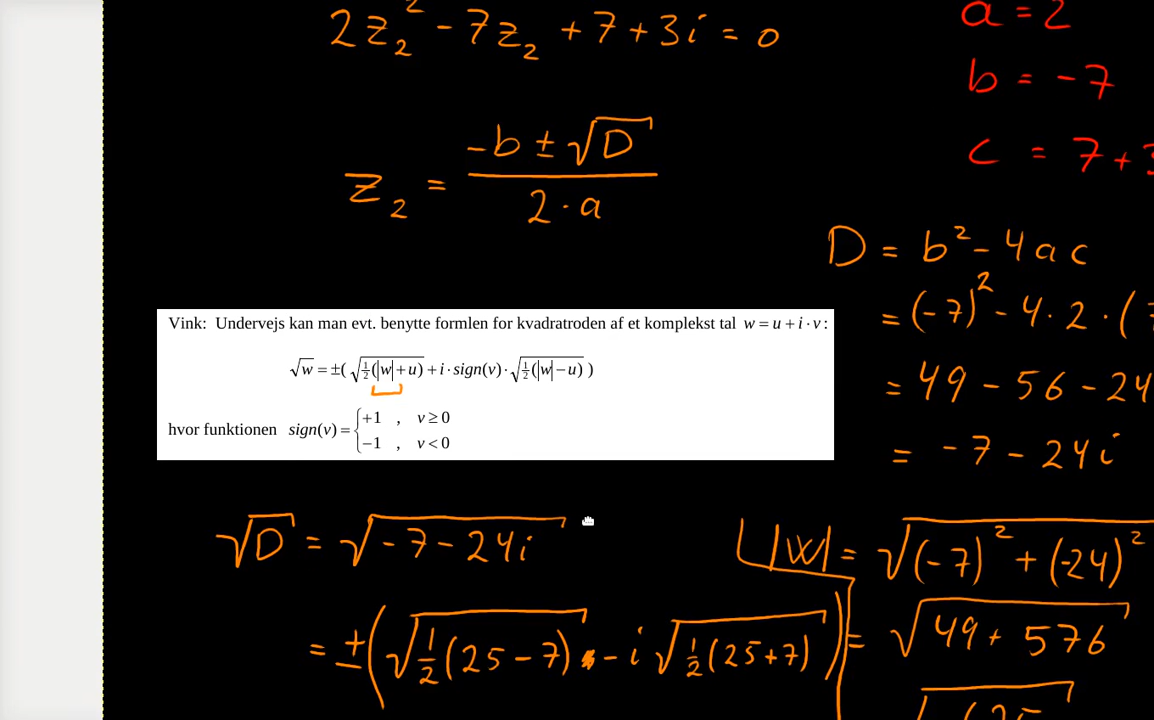 2z₂² - 7z₂ + 7 + 3i = 0
a = 2
b = -7
c = 7 + 3
z₂ = (-b ± √D) / (2 · a)
D = b² - 4ac
= (-7)² - 4 · 2 · (7
= 49 - 56 - 24
= -7 - 24i
Vink: Undervejs kan man evt. benytte formlen for kvadratroden af et komplekst tal w = u + i · v :
√w = ±( √(½(|w| + u)) + i · sign(v) · √(½(|w| − u)) )
hvor funktionen sign(v) = { +1 , v ≥ 0
−1 , v < 0
√D = √(-7 - 24i)
= ±( √(½(25 - 7)) - i √(½(25 + 7)) )
|w| = √((-7)² + (-24)²)
= √(49 + 576)